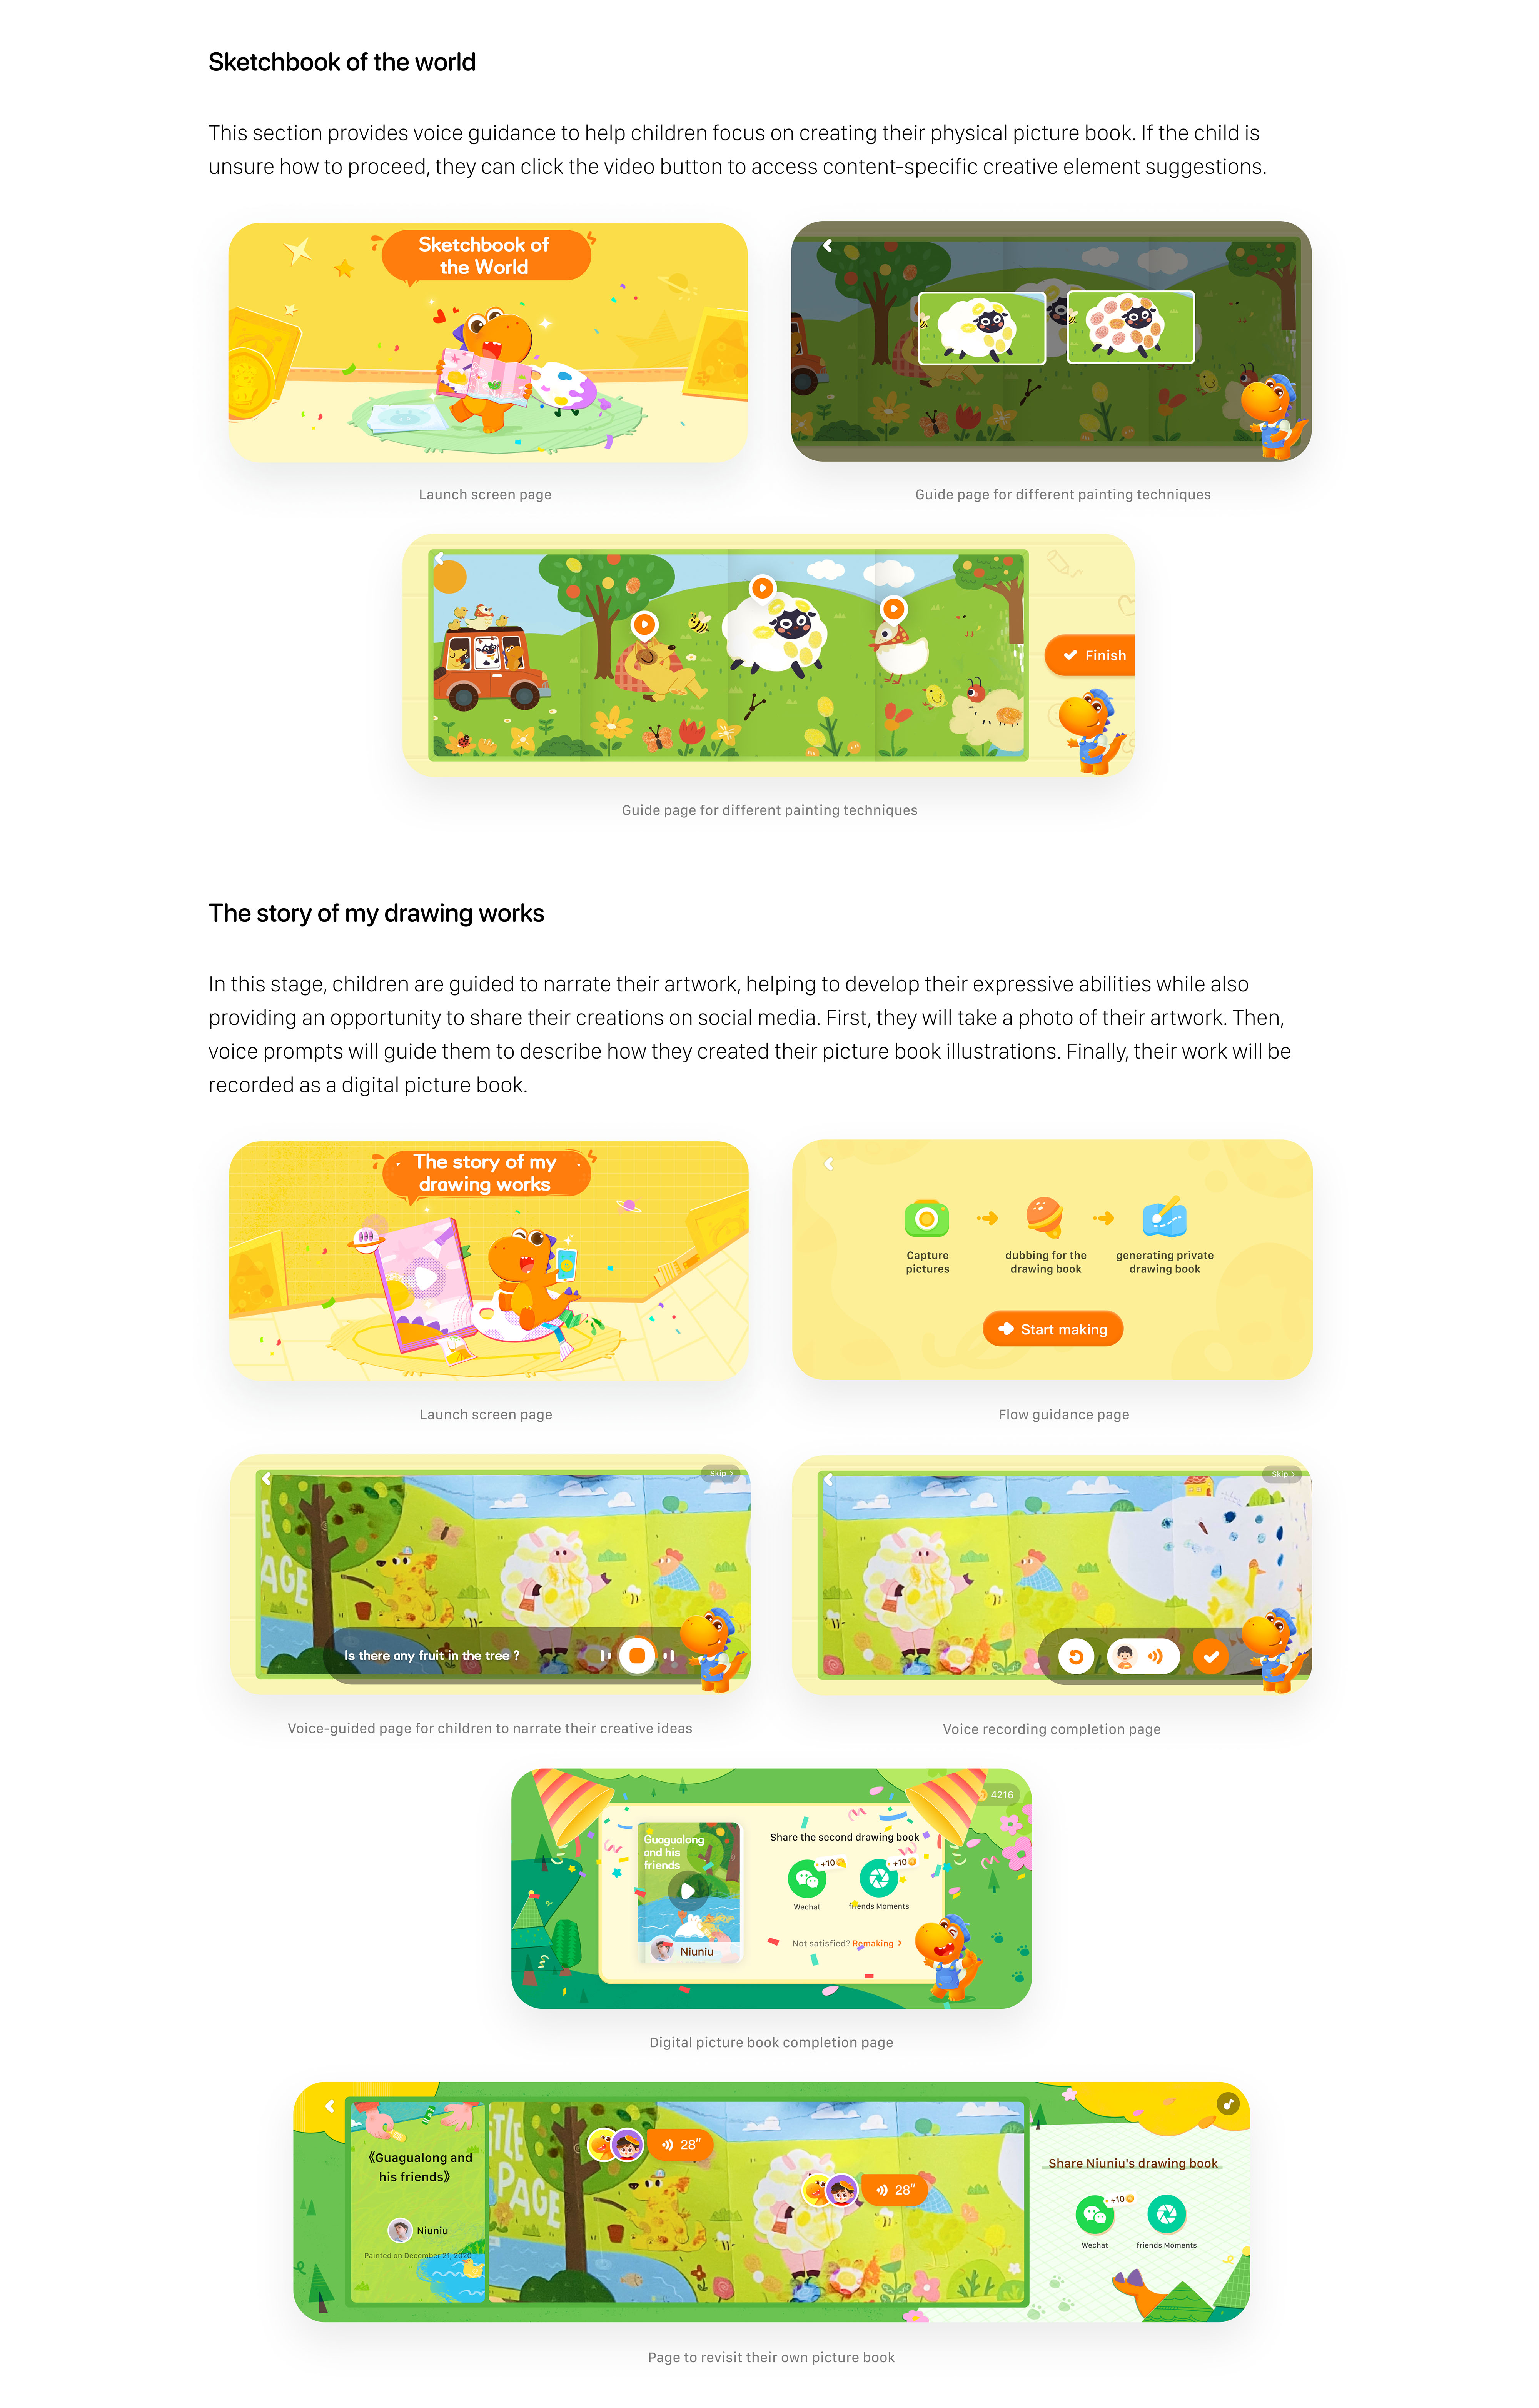 Sketchbook of the world
This section provides voice guidance to help children focus on creating their physical picture book. If the child is
unsure how to proceed, they can click the video button to access content-specific creative element suggestions.
Sketchbook of
the World
Launch screen page
Guide page for different painting techniques
Finish
Guide page for different painting techniques
The story of my drawing works
In this stage, children are guided to narrate their artwork, helping to develop their expressive abilities while also
providing an opportunity to share their creations on social media. First, they will take a photo of their artwork. Then,
voice prompts will guide them to describe how they created their picture book illustrations. Finally, their work will be
recorded as a digital picture book.
The story of my
drawing works
Launch screen page
Capture
pictures
dubbing for the
drawing book
generating private
drawing book
Start making
Flow guidance page
Skip >
E
AGE
Is there any fruit in the tree ?
Voice-guided page for children to narrate their creative ideas
Skip >
Voice recording completion page
4216
Guagualong
and his
friends
Niuniu
Share the second drawing book
+10
+10
Wechat
friends Moments
Not satisfied? Remaking >
Digital picture book completion page
《Guagualong and
his friends》
Niuniu
Painted on December 21, 2020
TLE
PAGE
28"
28"
Share Niuniu's drawing book
+10
Wechat
friends Moments
Page to revisit their own picture book